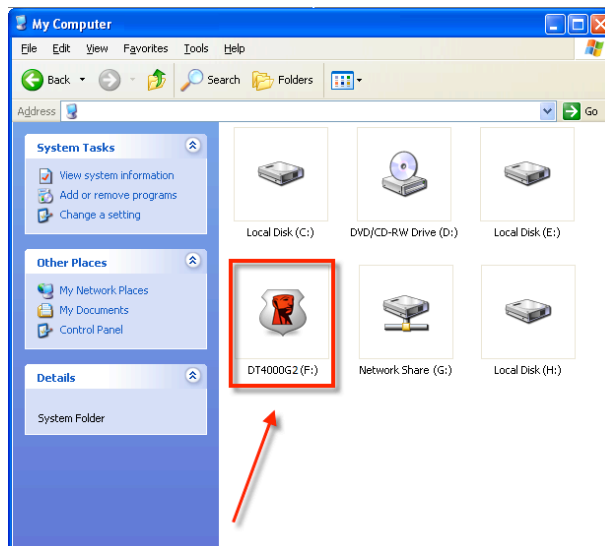 My Computer
File Edit View Favorites Tools Help
Back Search Folders
Address Go
System Tasks
View system information
Add or remove programs
Change a setting
Other Places
My Network Places
My Documents
Control Panel
Details
System Folder
Local Disk (C:) DVD/CD-RW Drive (D:) Local Disk (E:)
DT4000G2 (F:) Network Share (G:) Local Disk (H:)